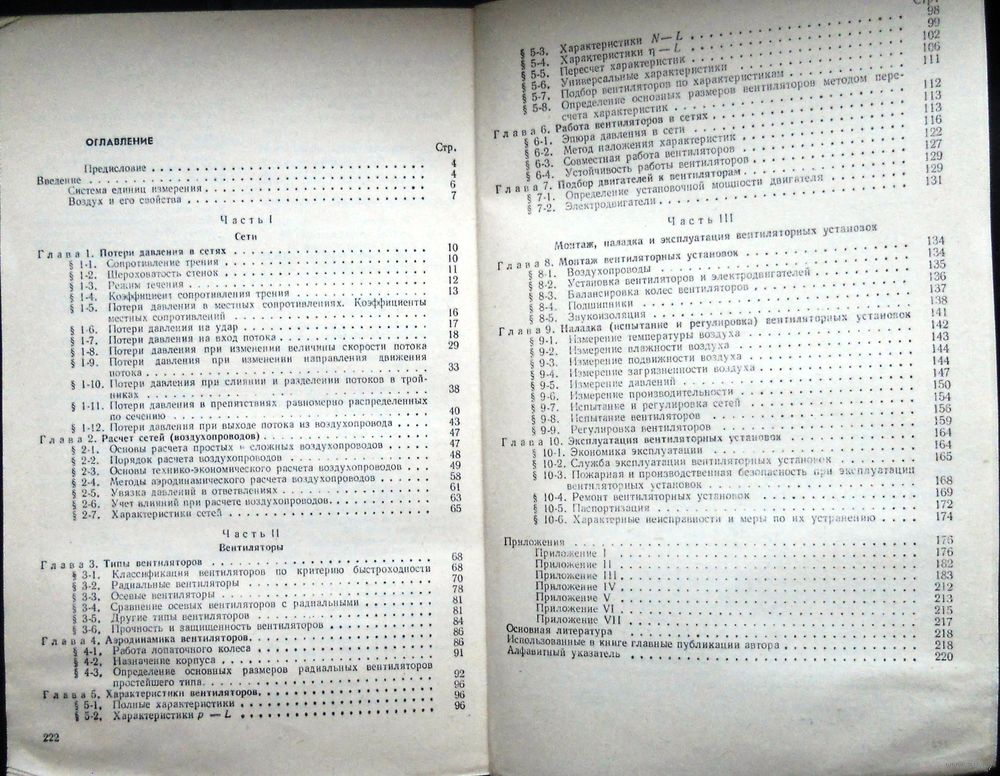 ОГЛАВЛЕНИЕ
Стр.
Предисловие 4
Введение 4
Система единиц измерения 6
Воздух и его свойства 7
Часть I
Сети
Глава 1. Потери давления в сетях 10
§ 1-1. Сопротивление трения 10
§ 1-2. Шероховатость стенок 11
§ 1-3. Режим течения 12
§ 1-4. Коэффициент сопротивления трения 13
§ 1-5. Потери давления в местных сопротивлениях. Коэффициенты
местных сопротивлений 16
§ 1-6. Потери давления на удар 17
§ 1-7. Потери давления на вход потока 18
§ 1-8. Потери давления при изменении величины скорости потока 29
§ 1-9. Потери давления при изменении направления движения
потока 33
§ 1-10. Потери давления при слиянии и разделении потоков в трой-
никах 38
§ 1-11. Потери давления в препятствиях равномерно распределенных
по сечению 40
§ 1-12. Потери давления при выходе потока из воздухопровода 43
Глава 2. Расчет сетей (воздухопроводов) 47
§ 2-1. Основы расчета простых и сложных воздухопроводов 47
§ 2-2. Порядок расчета воздухопроводов 48
§ 2-3. Основы технико-экономического расчета воздухопроводов 49
§ 2-4. Методы аэродинамического расчета воздухопроводов 58
§ 2-5. Увязка давлений в ответвлениях 61
§ 2-6. Учет влияний при расчете воздухопроводов 63
§ 2-7. Характеристики сетей 65
Часть II
Вентиляторы
Глава 3. Типы вентиляторов 68
§ 3-1. Классификация вентиляторов по критерию быстроходности 68
§ 3-2. Радиальные вентиляторы 70
§ 3-3. Осевые вентиляторы 78
§ 3-4. Сравнение осевых вентиляторов с радиальными 81
§ 3-5. Другие типы вентиляторов 81
§ 3-6. Прочность и защищенность вентиляторов 84
Глава 4. Аэродинамика вентиляторов 86
§ 4-1. Работа лопаточного колеса 86
§ 4-2. Назначение корпуса 91
§ 4-3. Определение основных размеров радиальных вентиляторов
простейшего типа 92
Глава 5. Характеристики вентиляторов 96
§ 5-1. Полные характеристики 96
§ 5-2. Характеристики p — L 96
222
Стр.
§ 5-3. Характеристики N — L 98
§ 5-4. Характеристики η — L 99
§ 5-5. Пересчет характеристик 102
§ 5-6. Универсальные характеристики 106
§ 5-7. Подбор вентиляторов по характеристикам 111
§ 5-8. Определение основных размеров вентиляторов методом пере-
счета характеристик 112
Глава 6. Работа вентиляторов в сетях 113
§ 6-1. Эпюра давления в сети 113
§ 6-2. Метод наложения характеристик 116
§ 6-3. Совместная работа вентиляторов 122
§ 6-4. Устойчивость работы вентиляторов 127
Глава 7. Подбор двигателей к вентиляторам 129
§ 7-1. Определение установочной мощности двигателя 129
§ 7-2. Электродвигатели 131
Часть III
Монтаж, наладка и эксплуатация вентиляторных установок
Глава 8. Монтаж вентиляторных установок 134
§ 8-1. Воздухопроводы 134
§ 8-2. Установка вентиляторов и электродвигателей 135
§ 8-3. Балансировка колес вентиляторов 136
§ 8-4. Подшипники 137
§ 8-5. Звукоизоляция 138
Глава 9. Наладка (испытание и регулировка) вентиляторных установок 141
§ 9-1. Измерение температуры воздуха 142
§ 9-2. Измерение влажности воздуха 143
§ 9-3. Измерение подвижности воздуха 144
§ 9-4. Измерение загрязненности воздуха 144
§ 9-5. Измерение давлений 147
§ 9-6. Измерение производительности 150
§ 9-7. Испытание и регулировка сетей 154
§ 9-8. Испытание вентиляторов 156
§ 9-9. Регулировка вентиляторов 159
Глава 10. Эксплуатация вентиляторных установок 164
§ 10-1. Экономика эксплуатации 164
§ 10-2. Служба эксплуатации вентиляторных установок 165
§ 10-3. Пожарная и производственная безопасность при эксплуатации
вентиляторных установок 168
§ 10-4. Ремонт вентиляторных установок 169
§ 10-5. Паспортизация 172
§ 10-6. Характерные неисправности и меры по их устранению 174
Приложения 176
Приложение I 176
Приложение II 182
Приложение III 183
Приложение IV 212
Приложение V 213
Приложение VI 215
Приложение VII 217
Основная литература 218
Использованные в книге главные публикации автора 218
Алфавитный указатель 220